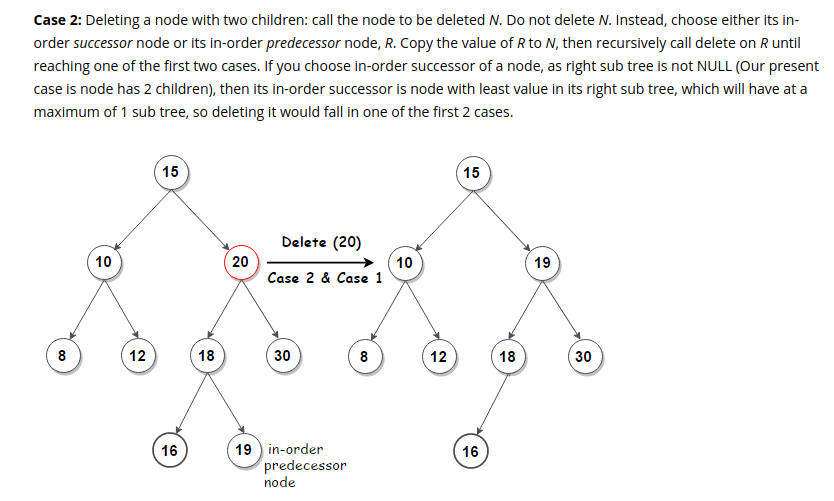 Case 2: Deleting a node with two children: call the node to be deleted N. Do not delete N. Instead, choose either its in-
order successor node or its in-order predecessor node, R. Copy the value of R to N, then recursively call delete on R until
reaching one of the first two cases. If you choose in-order successor of a node, as right sub tree is not NULL (Our present
case is node has 2 children), then its in-order successor is node with least value in its right sub tree, which will have at a
maximum of 1 sub tree, so deleting it would fall in one of the first 2 cases.
15
15
Delete (20)
10
20
10
19
Case 2 & Case 1
8
12
18
30
8
12
18
30
16
19
in-order
predecessor
node
16